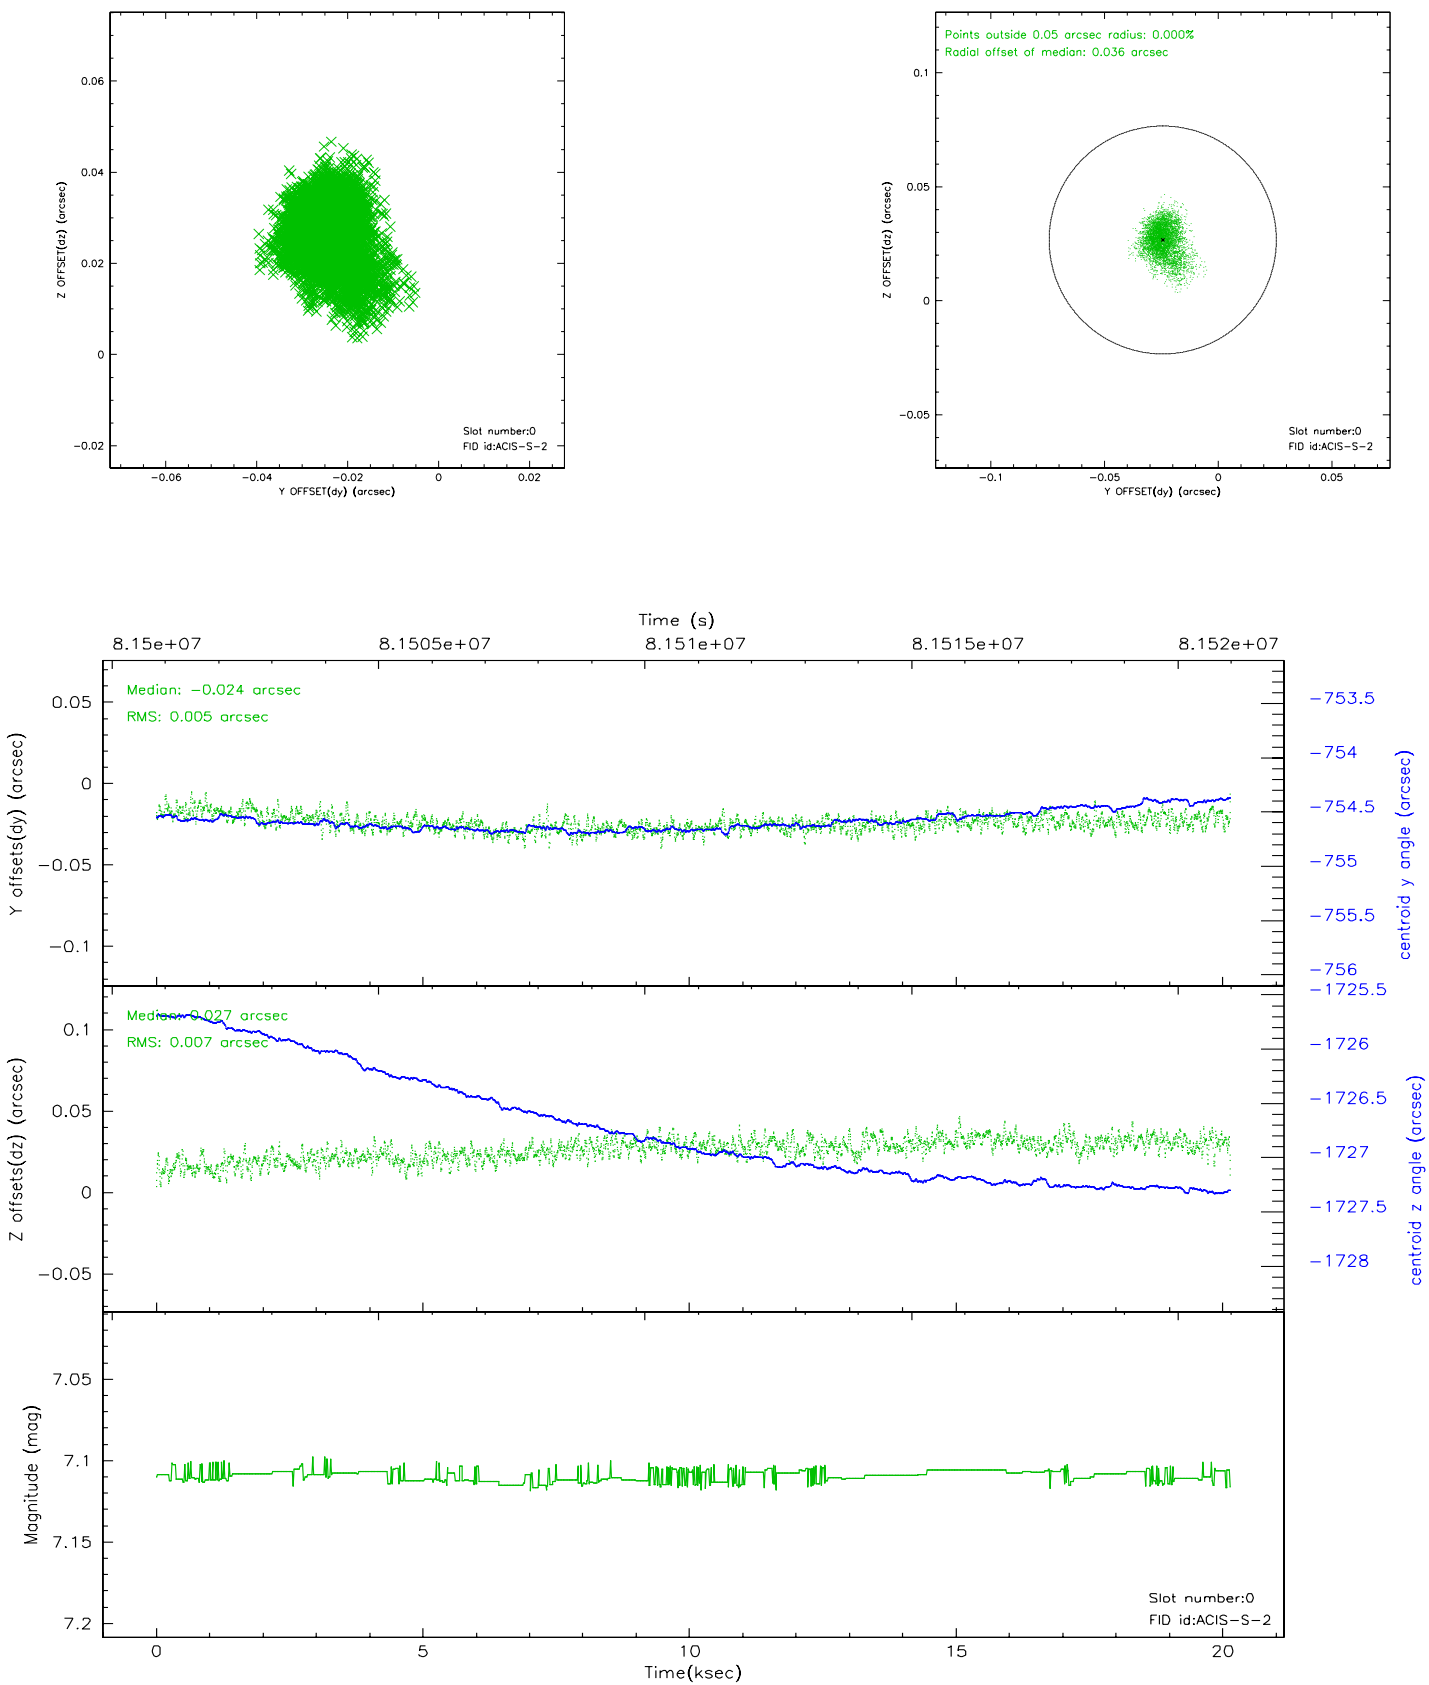 0.06
0.04
0.02
0
-0.02
Z OFFSET(dz) (arcsec)
Slot number:0
FID id:ACIS-S-2
-0.06 -0.04 -0.02 0 0.02
Y OFFSET(dy) (arcsec)
Points outside 0.05 arcsec radius: 0.000%
Radial offset of median: 0.036 arcsec
0.1
0.05
0
-0.05
Z OFFSET(dz) (arcsec)
Slot number:0
FID id:ACIS-S-2
-0.1 -0.05 0 0.05
Y OFFSET(dy) (arcsec)
Time (s)
8.15e+07 8.1505e+07 8.151e+07 8.1515e+07 8.152e+07
Median: -0.024 arcsec
RMS: 0.005 arcsec
0.05
0
-0.05
-0.1
Y offsets(dy) (arcsec)
-753.5
-754
-754.5
-755
-755.5
-756
centroid y angle (arcsec)
Median: 0.027 arcsec
RMS: 0.007 arcsec
0.1
0.05
0
-0.05
Z offsets(dz) (arcsec)
-1725.5
-1726
-1726.5
-1727
-1727.5
-1728
centroid z angle (arcsec)
7.05
7.1
7.15
7.2
Magnitude (mag)
Slot number:0
FID id:ACIS-S-2
0 5 10 15 20
Time(ksec)